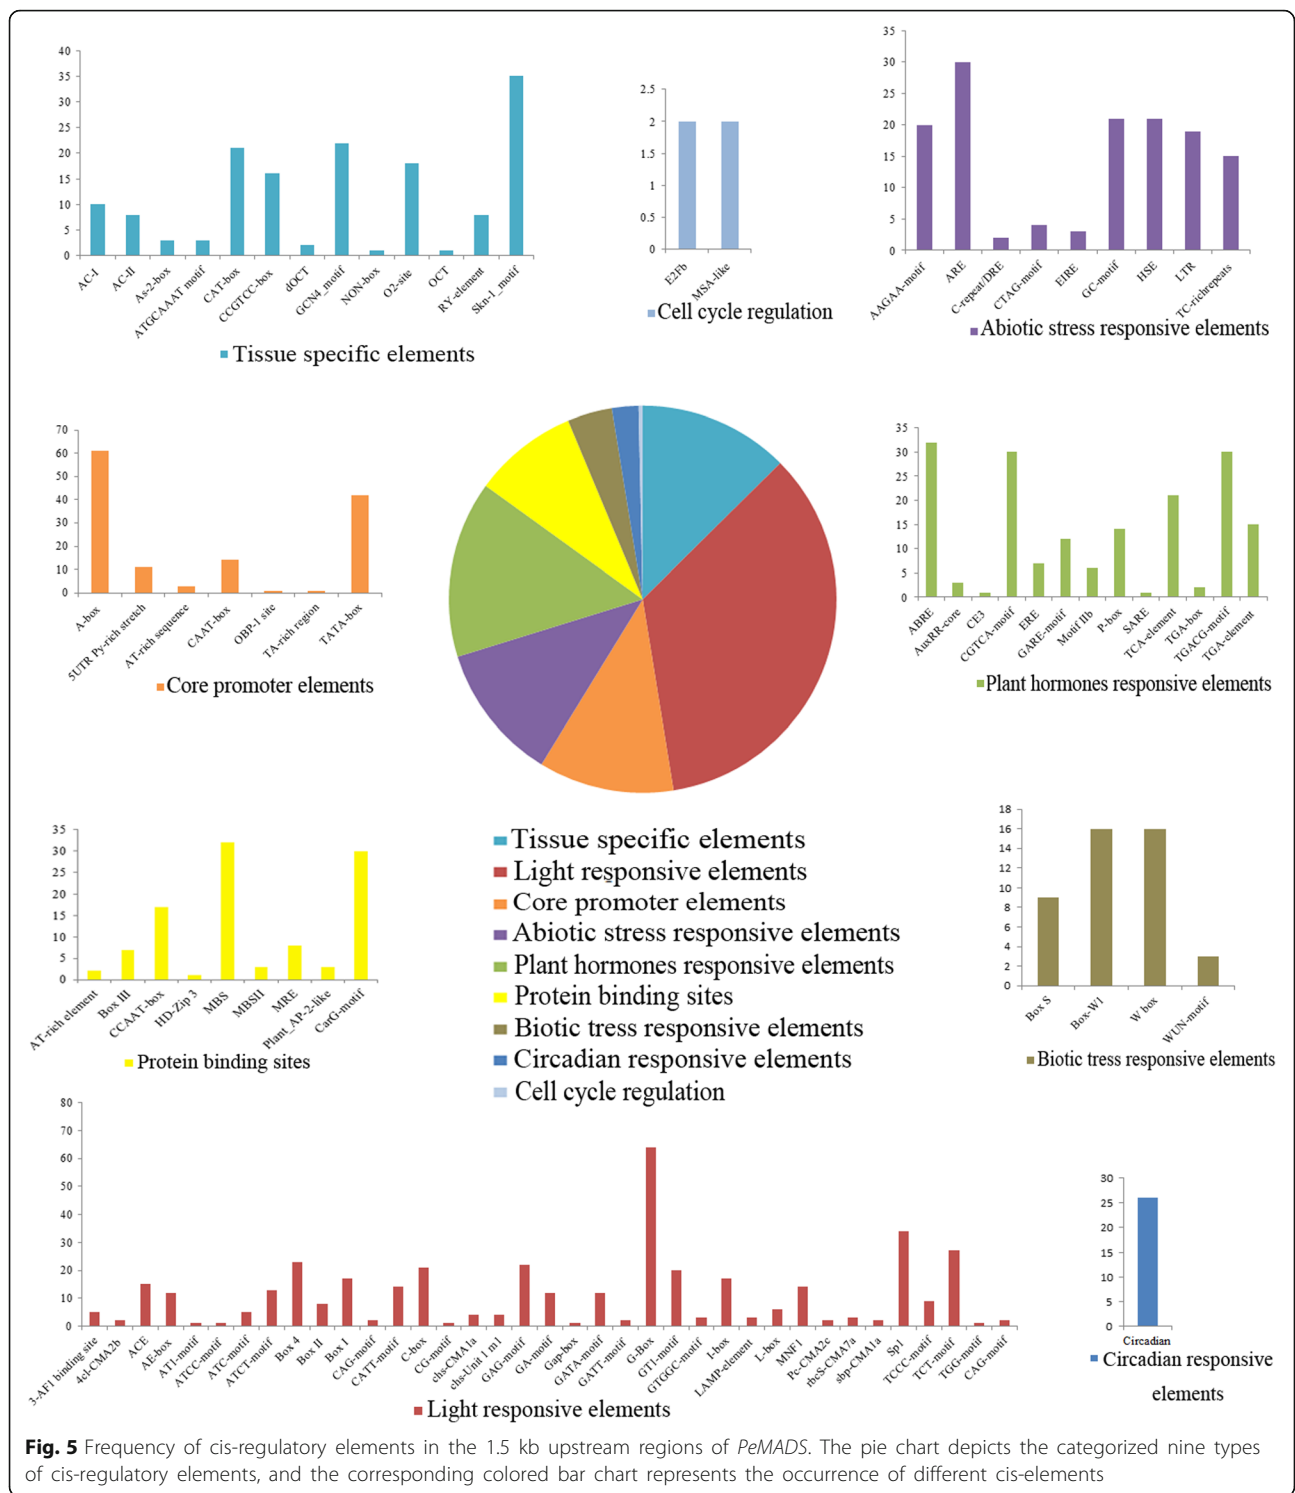 40
35
30
25
20
15
10
5
0
AC-I
AC-II
As-2-box
ATGCAAAT motif
CAT-box
CCGTCC-box
dOCT
GCN4_motif
NON-box
O2-site
OCT
RY-element
Skn-1_motif
Tissue specific elements
2.5
2
1.5
1
0.5
0
E2Fb
MSA-like
Cell cycle regulation
35
30
25
20
15
10
5
0
AAGAA-motif
ARE
C-repeat/DRE
CTAG-motif
EIRE
GC-motif
HSE
LTR
TC-richrepeats
Abiotic stress responsive elements
70
60
50
40
30
20
10
0
A-box
5UTR Py-rich stretch
AT-rich sequence
CAAT-box
OBP-1 site
TA-rich region
TATA-box
Core promoter elements
35
30
25
20
15
10
5
0
ABRE
AuxRR-core
CE3
CGTCA-motif
ERE
GARE-motif
Motif IIb
P-box
SARE
TCA-element
TGA-box
TGACG-motif
TGA-element
Plant hormones responsive elements
35
30
25
20
15
10
5
0
AT-rich element
Box III
CCAAT-box
HD-Zip 3
MBS
MBSII
MRE
Plant_AP-2-like
CarG-motif
Protein binding sites
Tissue specific elements
Light responsive elements
Core promoter elements
Abiotic stress responsive elements
Plant hormones responsive elements
Protein binding sites
Biotic tress responsive elements
Circadian responsive elements
Cell cycle regulation
18
16
14
12
10
8
6
4
2
0
Box S
Box-W1
W box
WUN-motif
Biotic tress responsive elements
80
70
60
50
40
30
20
10
0
3-AF1 binding site
4cl-CMA2b
ACE
AE-box
AT1-motif
ATCC-motif
ATC-motif
ATCT-motif
Box 4
Box II
Box I
CAG-motif
CATT-motif
C-box
CG-motif
chs-CMA1a
chs-Unit 1 m1
GAG-motif
GA-motif
Gap-box
GATA-motif
GATT-motif
G-Box
GT1-motif
GTGGC-motif
I-box
LAMP-element
L-box
MNF1
Pc-CMA2c
rbcS-CMA7a
sbp-CMA1a
Sp1
TCCC-motif
TCT-motif
TGG-motif
CAG-motif
Light responsive elements
30
25
20
15
10
5
0
Circadian
Circadian responsive
elements
Fig. 5 Frequency of cis-regulatory elements in the 1.5 kb upstream regions of PeMADS. The pie chart depicts the categorized nine types
of cis-regulatory elements, and the corresponding colored bar chart represents the occurrence of different cis-elements